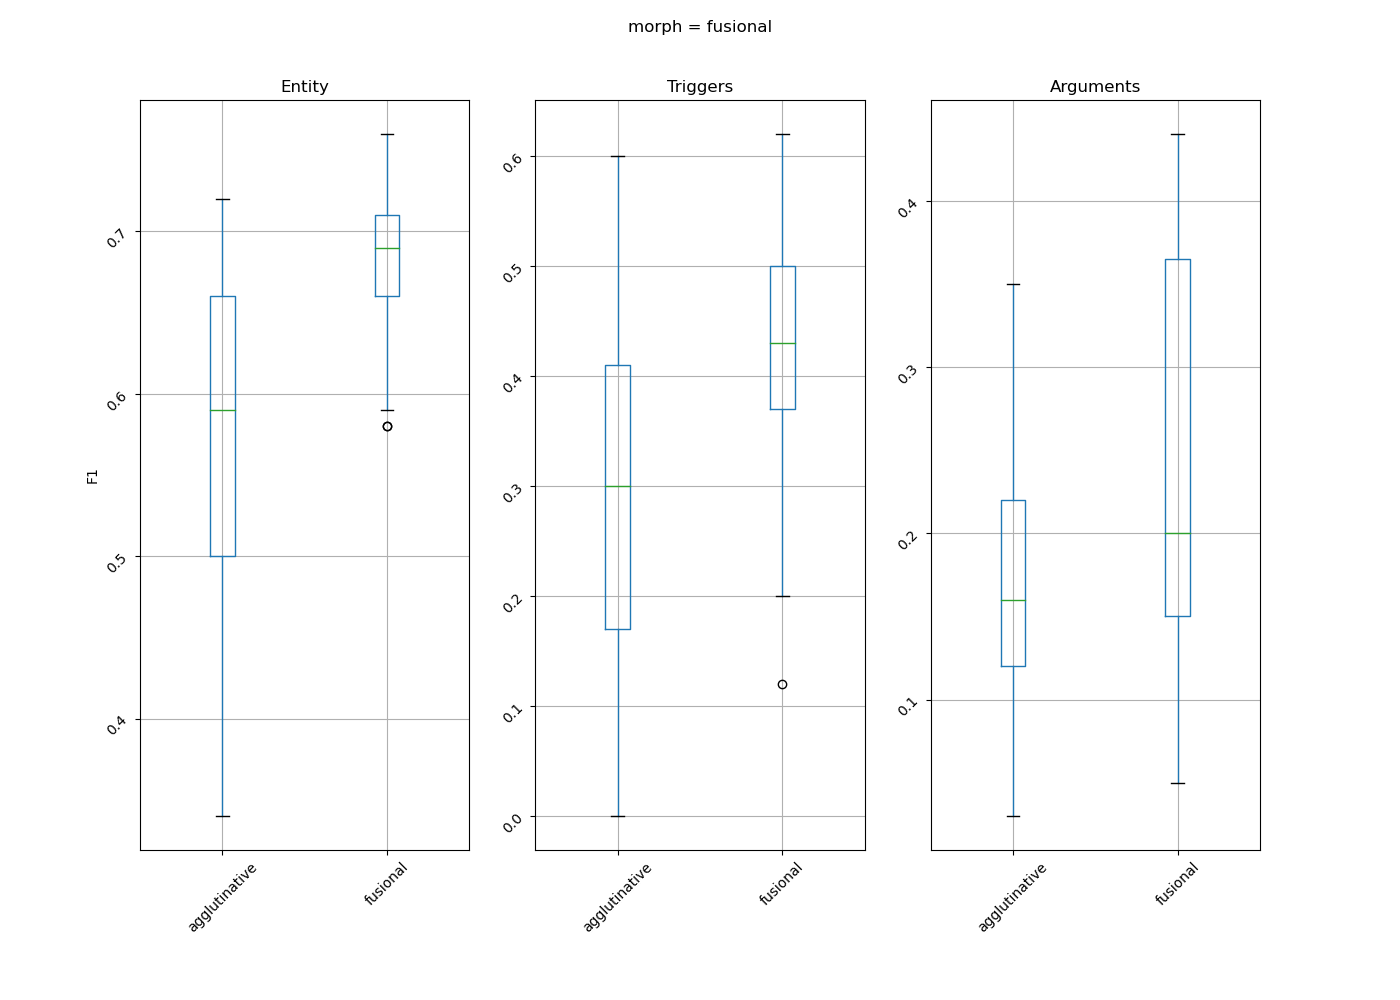 morph = fusional
Entity
Triggers
Arguments
F1
0.7
0.6
0.5
0.4
agglutinative
fusional
0.6
0.5
0.4
0.3
0.2
0.1
0.0
agglutinative
fusional
0.4
0.3
0.2
0.1
agglutinative
fusional